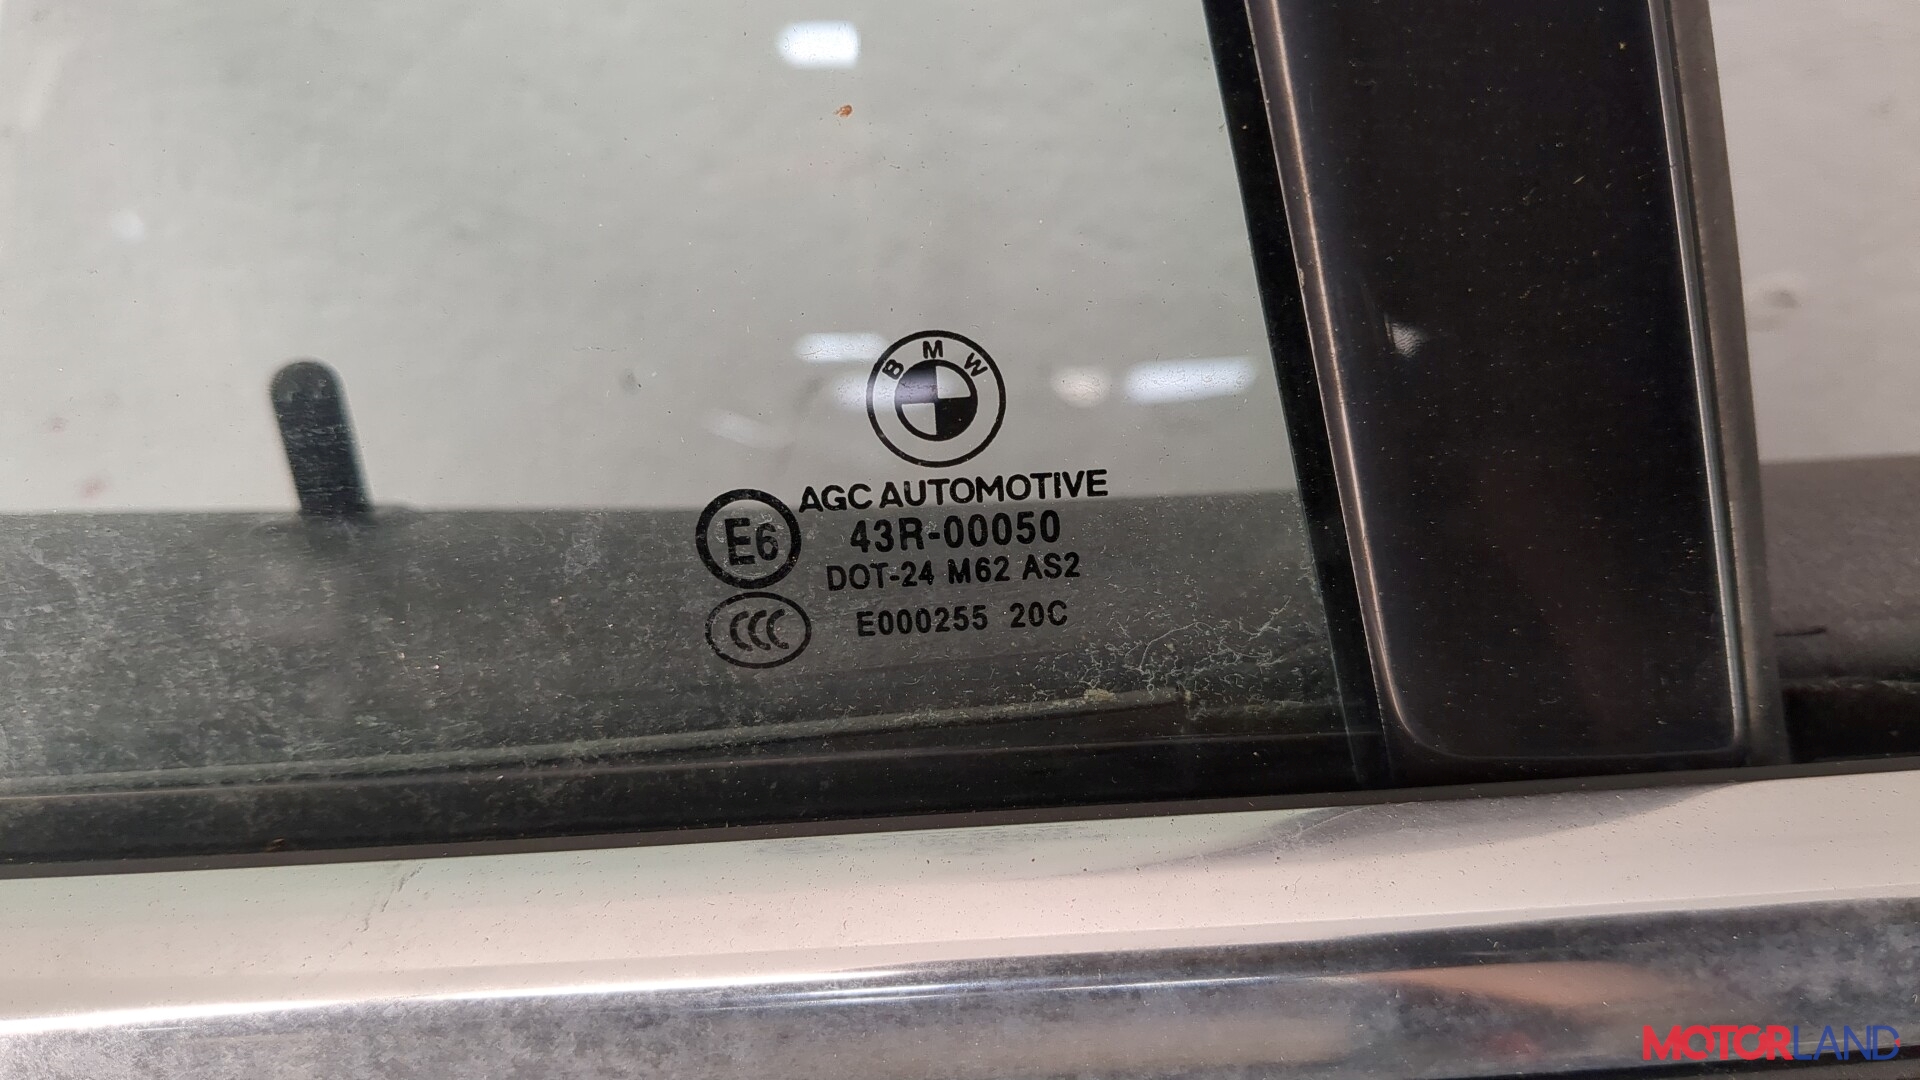 BMW
AGC AUTOMOTIVE
E6
43R-00050
DOT-24 M62 AS2
CCC
E000255 20C
MOTORLAND